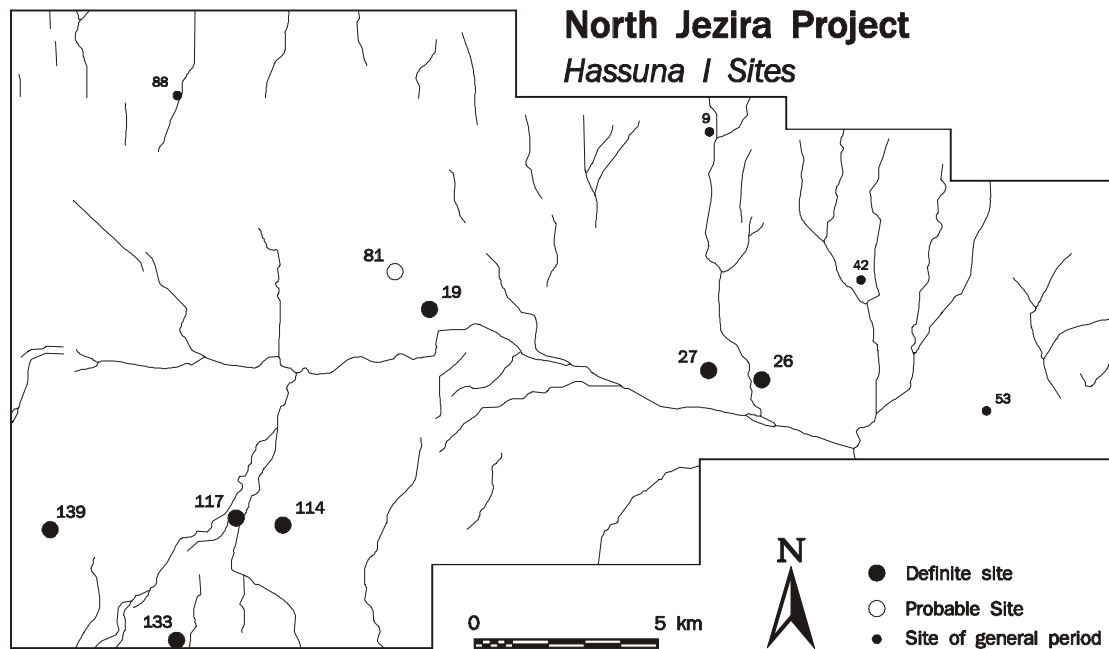 North Jezira Project
Hassuna I Sites
88
9
81
42
19
27
26
53
139
117
114
133
N
0 5 km
Definite site
Probable Site
Site of general period